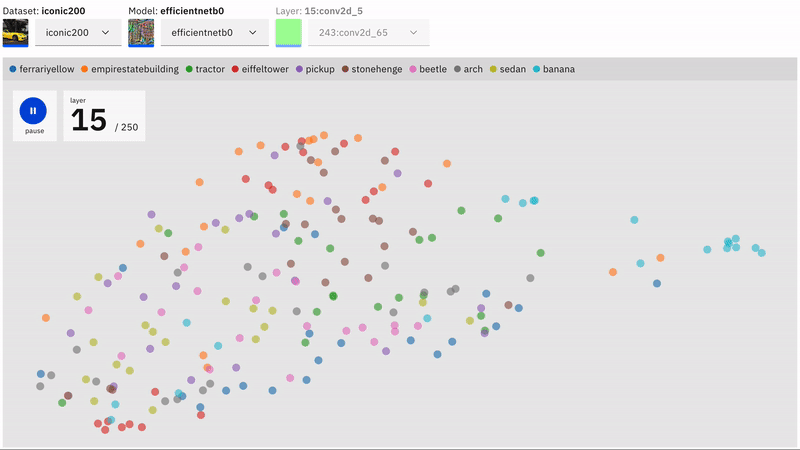 Dataset: iconic200 Model: efficientnetb0 Layer: 15:conv2d_5
iconic200 efficientnetb0 243:conv2d_65
ferrariyellow empirestatebuilding tractor eiffeltower pickup stonehenge beetle arch sedan banana
layer
15 / 250
pause